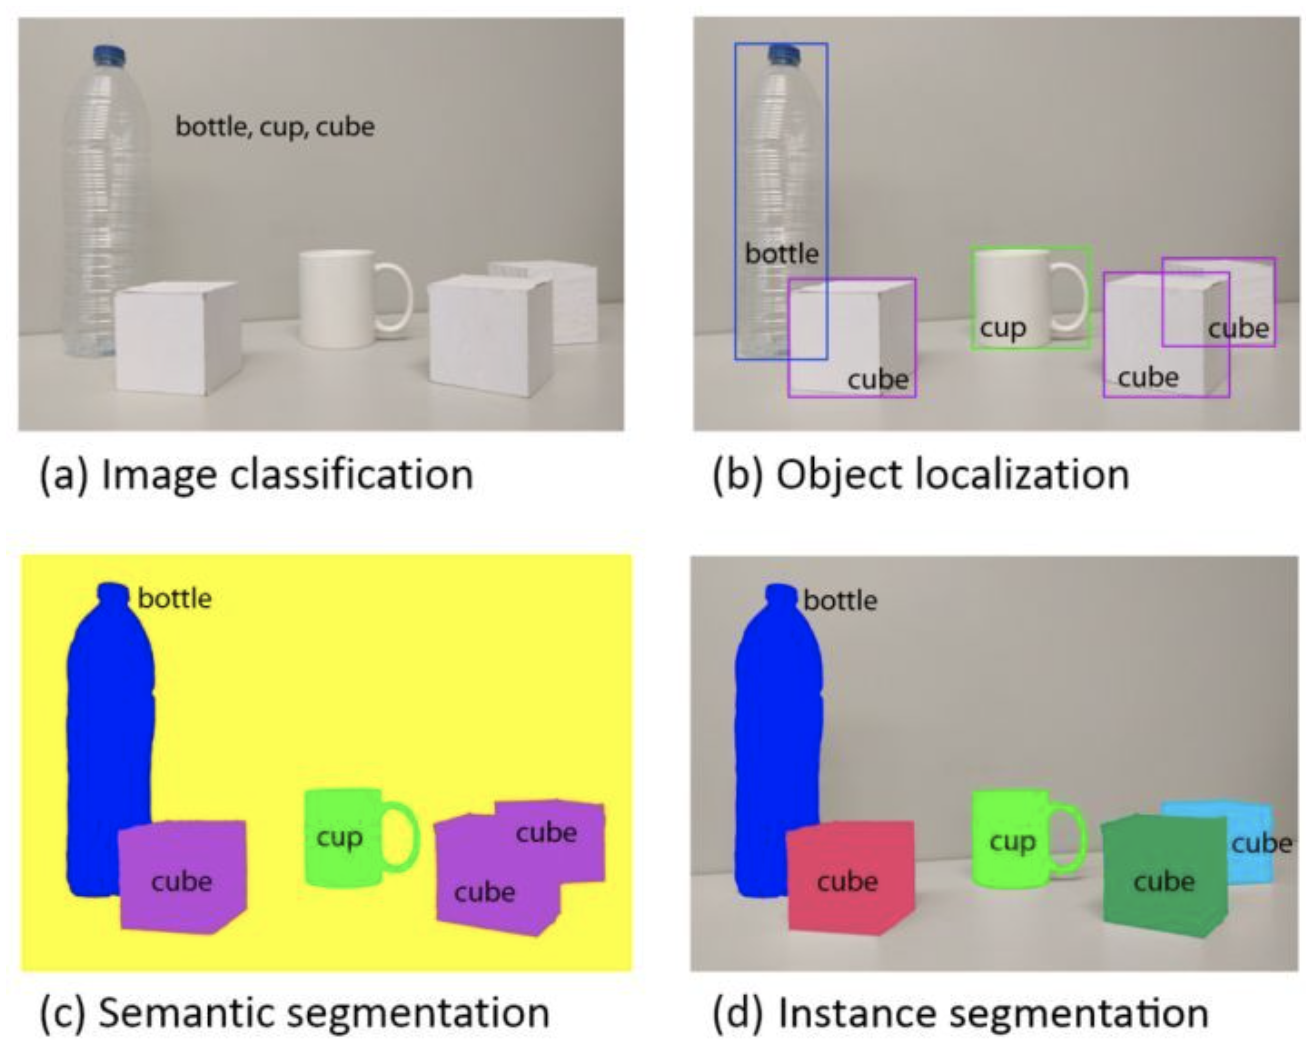 bottle, cup, cube
(a) Image classification
bottle
cup
cube
cube
cube
(b) Object localization
bottle
cup
cube
cube
cube
(c) Semantic segmentation
bottle
cup
cube
cube
cube
(d) Instance segmentation